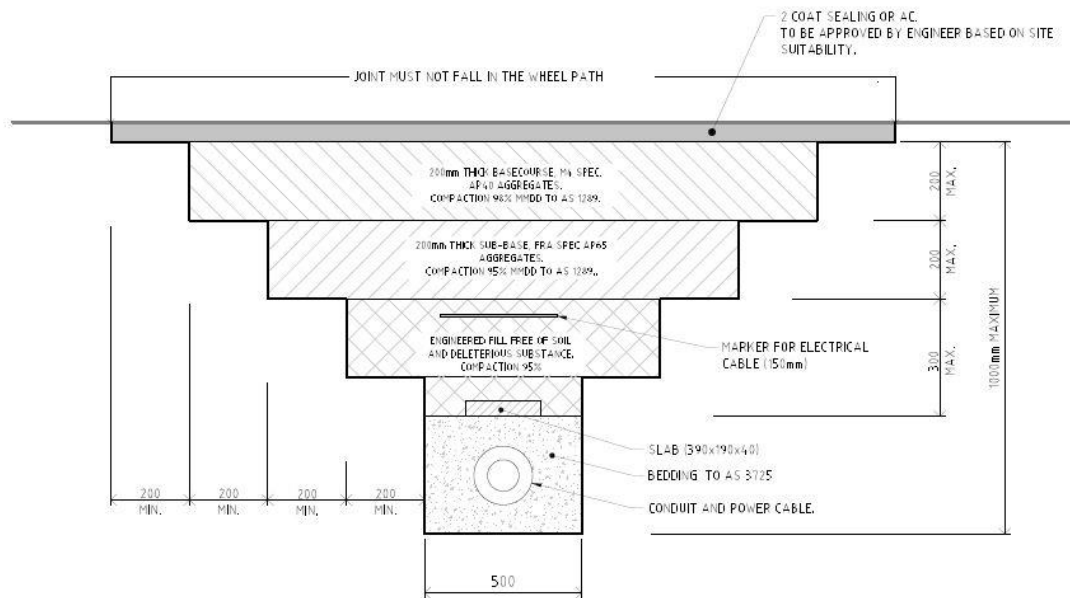 2 COAT SEALING OR AC.
TO BE APPROVED BY ENGINEER BASED ON SITE
SUITABILITY.
JOINT MUST NOT FALL IN THE WHEEL PATH
200mm THICK BASECOURSE, M4 SPEC.
AP40 AGGREGATES.
COMPACTION 98% MMDD TO AS 1289.
200
MAX.
200mm THICK SUB-BASE, FRA SPEC AP65
AGGREGATES.
COMPACTION 95% MMDD TO AS 1289..
200
MAX.
ENGINEERED FILL FREE OF SOIL
AND DELETERIOUS SUBSTANCE.
COMPACTION 95%
MARKER FOR ELECTRICAL
CABLE (150mm)
300
MAX.
1000mm MAXIMUM
SLAB (390x190x40)
BEDDING TO AS 3725
CONDUIT AND POWER CABLE.
200
MIN.
200
MIN.
200
MIN.
200
MIN.
500